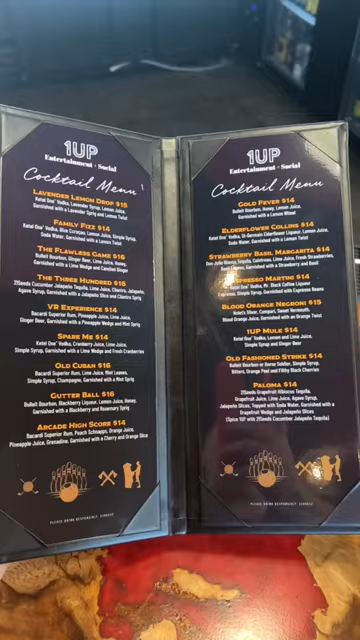 1UP
Entertainment + Social
Cocktail Menu
LAVENDER LEMON DROP $15
Ketel One Vodka, Lavender Syrup, Lemon Juice,
Garnished with a Lavender Sprig and Lemon Twist
FAMILY FIZZ $14
Ketel One Vodka, Blue Curacao, Lemon Juice, Simple Syrup,
Soda Water, Garnished with a Lemon Twist
THE FLAWLESS GAME $16
Bulleit Bourbon, Ginger Beer, Lime Juice, Honey,
Garnished with a Lime Wedge and Candied Ginger
THE THREE HUNDRED $16
21Seeds Cucumber Jalapeño Tequila, Lime Juice,
Agave Syrup, Garnished with a Jalapeño Slice and Cilantro Sprig
VR EXPERIENCE $14
Bacardi Superior Rum, Pineapple Juice, Lime Juice,
Ginger Beer, Garnished with a Pineapple Wedge and Mint Sprig
SPARE ME $14
Ketel One Vodka, Cranberry Juice, Lime Juice,
Simple Syrup, Garnished with a Lime Wedge and Fresh Cranberries
OLD CUBAN $16
Bacardi Superior Rum, Lime Juice, Mint Leaves,
Simple Syrup, Champagne, Garnished with a Mint Sprig
GUTTER BALL $16
Bulleit Bourbon, Blackberry Liqueur, Lemon Juice, Honey,
Garnished with a Blackberry and Rosemary Sprig
ARCADE HIGH SCORE $14
Bacardi Superior Rum, Peach Schnapps, Orange Juice,
Pineapple Juice, Grenadine, Garnished with a Cherry and Orange Slice
PLEASE DRINK RESPONSIBLY
1UP
Entertainment + Social
Cocktail Menu
GOLD FEVER $14
Bulleit Bourbon, Honey, Lemon Juice,
Garnished with a Lemon Wheel
ELDERFLOWER COLLINS $14
Ketel One Vodka, St-Germain Elderflower Liqueur, Lemon Juice,
Soda Water, Garnished with a Lemon Twist
STRAWBERRY BASIL MARGARITA $14
Don Julio Blanco Tequila, Cointreau, Lime Juice, Fresh Strawberries,
Basil Leaves, Garnished with a Strawberry and Basil
ESPRESSO MARTINI $14
Ketel One Vodka, Mr. Black Coffee Liqueur
Espresso, Simple Syrup, Garnished with Espresso Beans
BLOOD ORANGE NEGRONI $15
Nolet's Silver, Campari, Sweet Vermouth,
Blood Orange Juice, Garnished with an Orange Twist
1UP MULE $14
Ketel One Vodka, Lemon and Lime Juice,
Simple Syrup and Ginger Beer
OLD FASHIONED STRIKE $14
Bulleit Bourbon or Simple Syrup,
Bitters, Orange Peel and Filthy Black Cherries
PALOMA $14
21Seeds Grapefruit Hibiscus Tequila,
Grapefruit Juice, Lime Juice, Agave Syrup,
Jalapeño Slices, Topped with Soda Water, Garnished with a
Grapefruit Wedge and Jalapeño Slices
(Spice 1UP with 21Seeds Cucumber Jalapeño Tequila)
PLEASE DRINK RESPONSIBLY